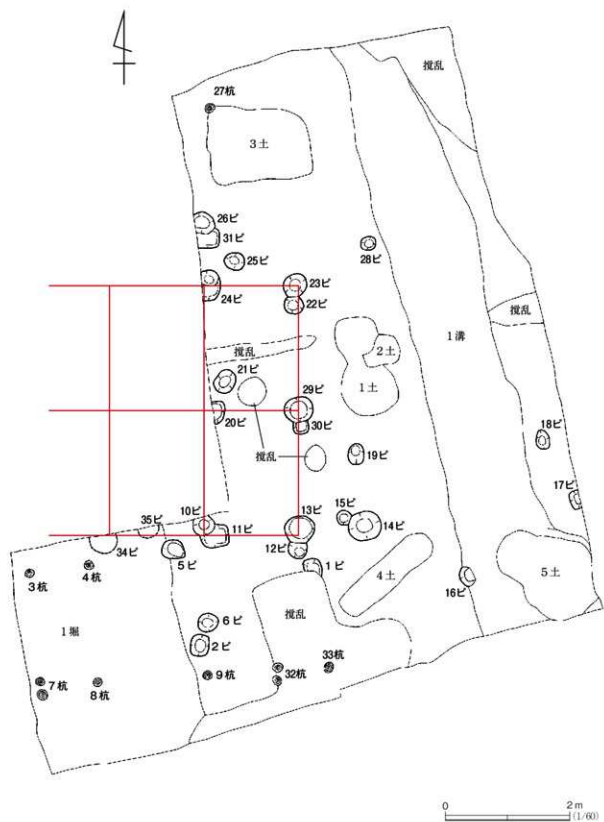 攪乱
27杭
3土
26ピ
31ピ
25ピ
28ピ
24ピ
23ピ
22ピ
攪乱
攪乱
1溝
2土
1土
21ピ
29ピ
20ピ
30ピ
攪乱
19ピ
18ピ
17ピ
10ピ
13ピ
15ピ
14ピ
35ピ
11ピ
34ピ
5ピ
12ピ
1ピ
4土
5土
16ピ
3杭
4杭
1堀
6ピ
攪乱
2ピ
33杭
9杭
32杭
7杭
8杭
0
2m
(1/60)